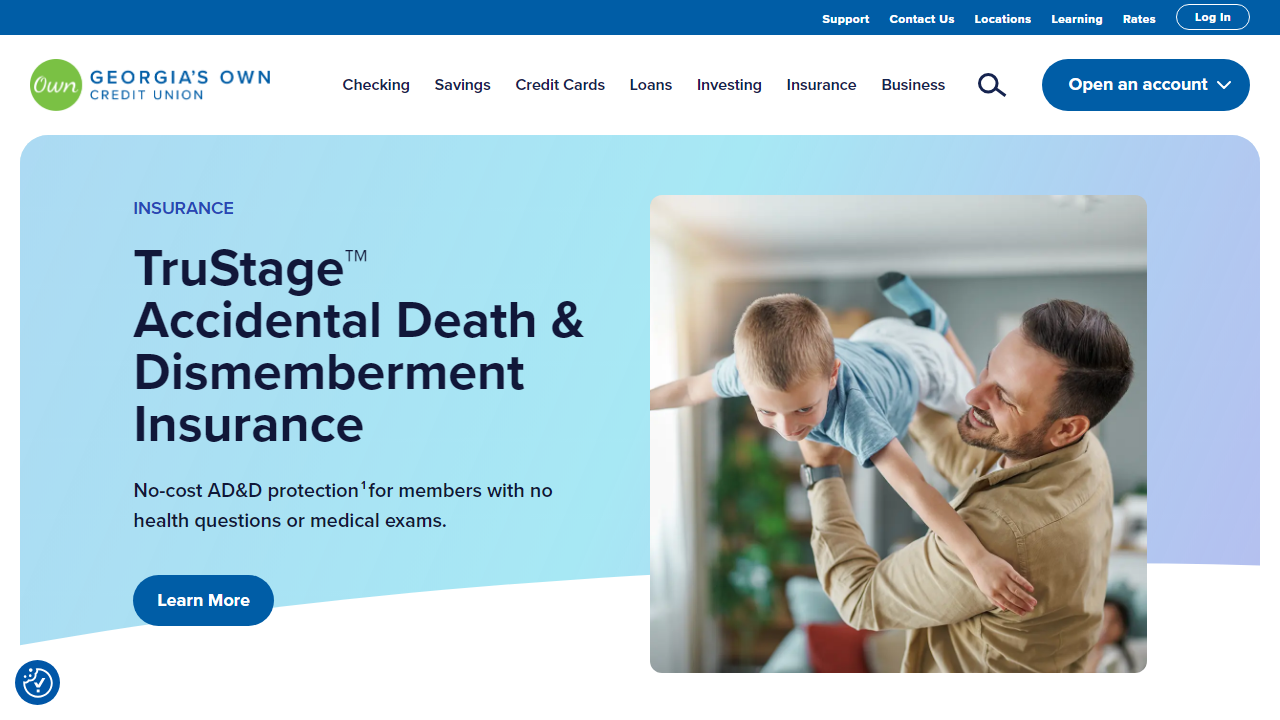 Support Contact Us Locations Learning Rates Log In
Own GEORGIA'S OWN
CREDIT UNION
Checking Savings Credit Cards Loans Investing Insurance Business Open an account
INSURANCE
TruStage™
Accidental Death &
Dismemberment
Insurance
No-cost AD&D protection¹ for members with no
health questions or medical exams.
Learn More